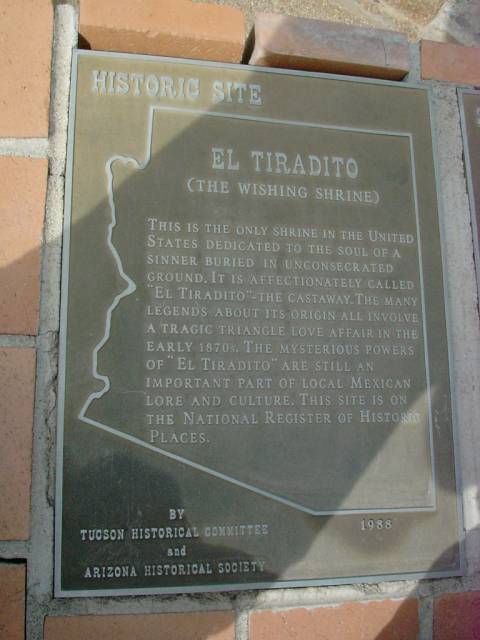 HISTORIC SITE
EL TIRADITO
(THE WISHING SHRINE)
THIS IS THE ONLY SHRINE IN THE UNITED
STATES DEDICATED TO THE SOUL OF A
SINNER BURIED IN UNCONSECRATED
GROUND. IT IS AFFECTIONATELY CALLED
"EL TIRADITO"-THE CASTAWAY. THE MANY
LEGENDS ABOUT ITS ORIGIN ALL INVOLVE
A TRAGIC TRIANGLE LOVE AFFAIR IN THE
EARLY 1870s. THE MYSTERIOUS POWERS
OF "EL TIRADITO" ARE STILL AN
IMPORTANT PART OF LOCAL MEXICAN
LORE AND CULTURE. THIS SITE IS ON
THE NATIONAL REGISTER OF HISTORIC
PLACES.
BY
TUCSON HISTORICAL COMMITTEE
and
ARIZONA HISTORICAL SOCIETY
1988